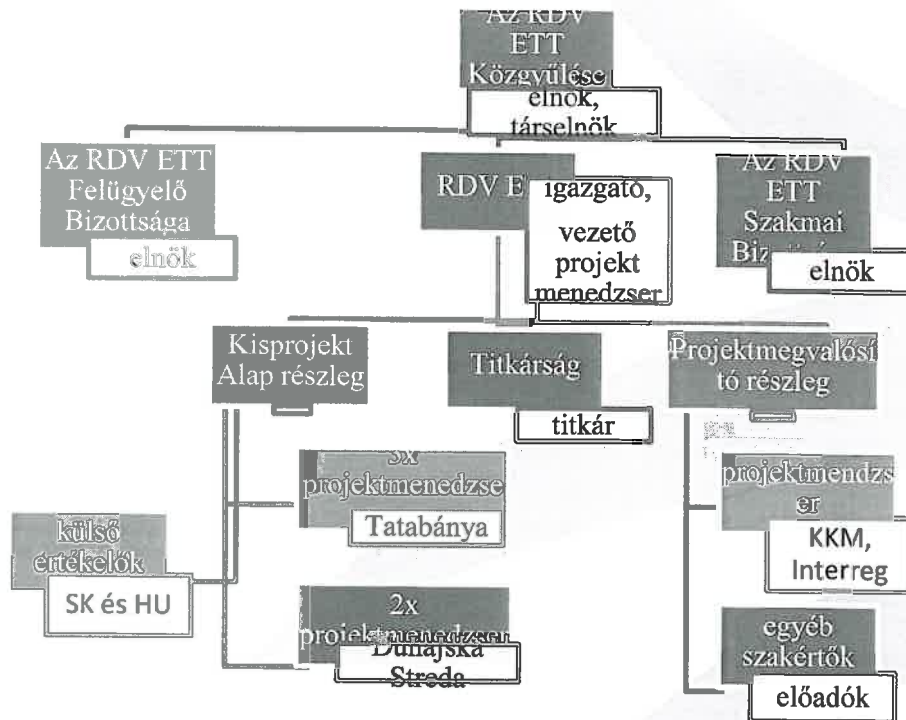 Az RDV
ETT
Közgyűlése
elnök,
társelnök
Az RDV ETT
Felügyelő
Bizottsága
elnök
RDV E
igazgató,
vezető
projekt
menedzser
Az RDV
ETT
Szakmai
elnök
Kisprojekt
Alap részleg
Titkárság
titkár
Projektmegvalósí
tó részleg
3x
projektmenedzse
Tatabánya
külső
értékelők
SK és HU
2x
projektmenedzser
Dunajská
Streda
projektmendzs
er
KKM,
Interreg
egyéb
szakértők
előadók